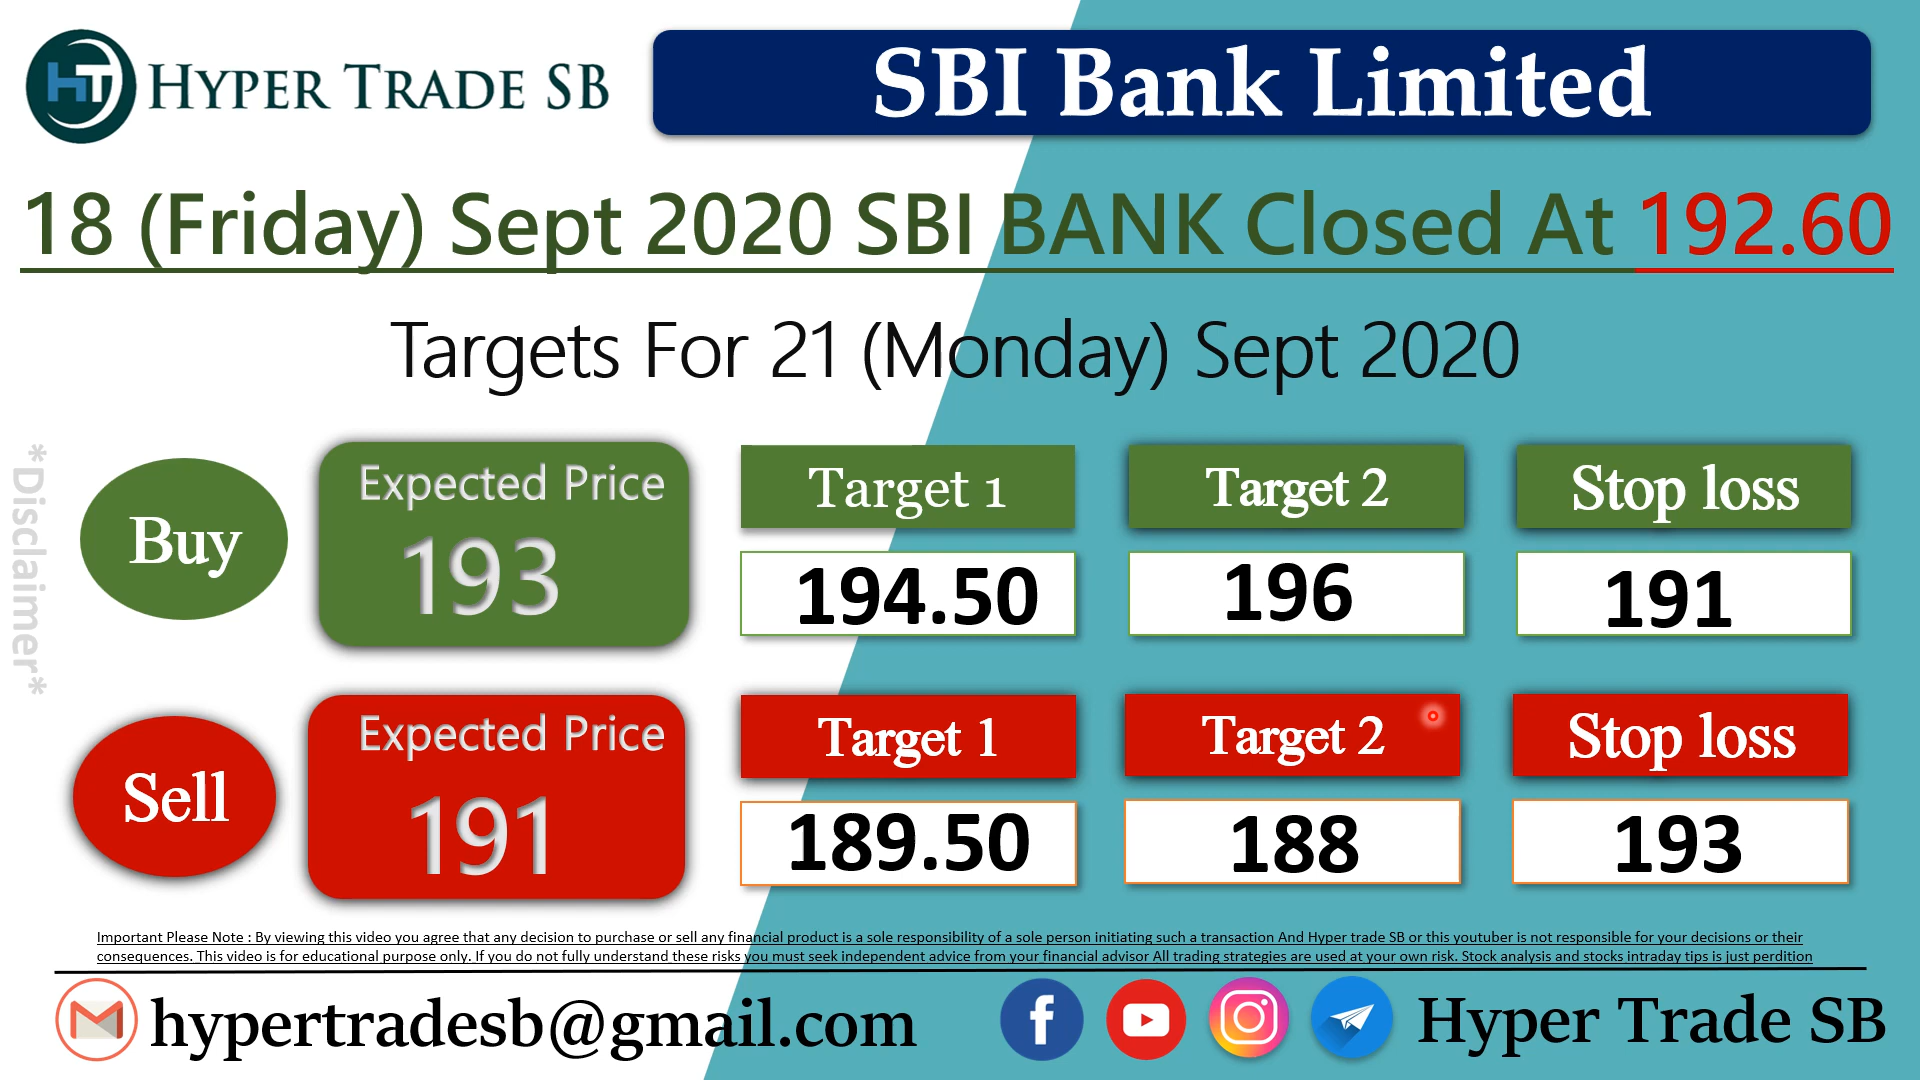 HT HYPER TRADE SB
SBI Bank Limited
18 (Friday) Sept 2020 SBI BANK Closed At 192.60
Targets For 21 (Monday) Sept 2020
*Disclaimer*
Buy
Expected Price
193
Target 1
194.50
Target 2
196
Stop loss
191
Sell
Expected Price
191
Target 1
189.50
Target 2
188
Stop loss
193
Important Please Note : By viewing this video you agree that any decision to purchase or sell any financial product is a sole responsibility of a sole person initiating such a transaction And Hyper trade SB or this youtuber is not responsible for your decisions or their
consequences. This video is for educational purpose only. If you do not fully understand these risks you must seek independent advice from your financial advisor All trading strategies are used at your own risk. Stock analysis and stocks intraday tips is just perdition
hypertradesb@gmail.com
Hyper Trade SB